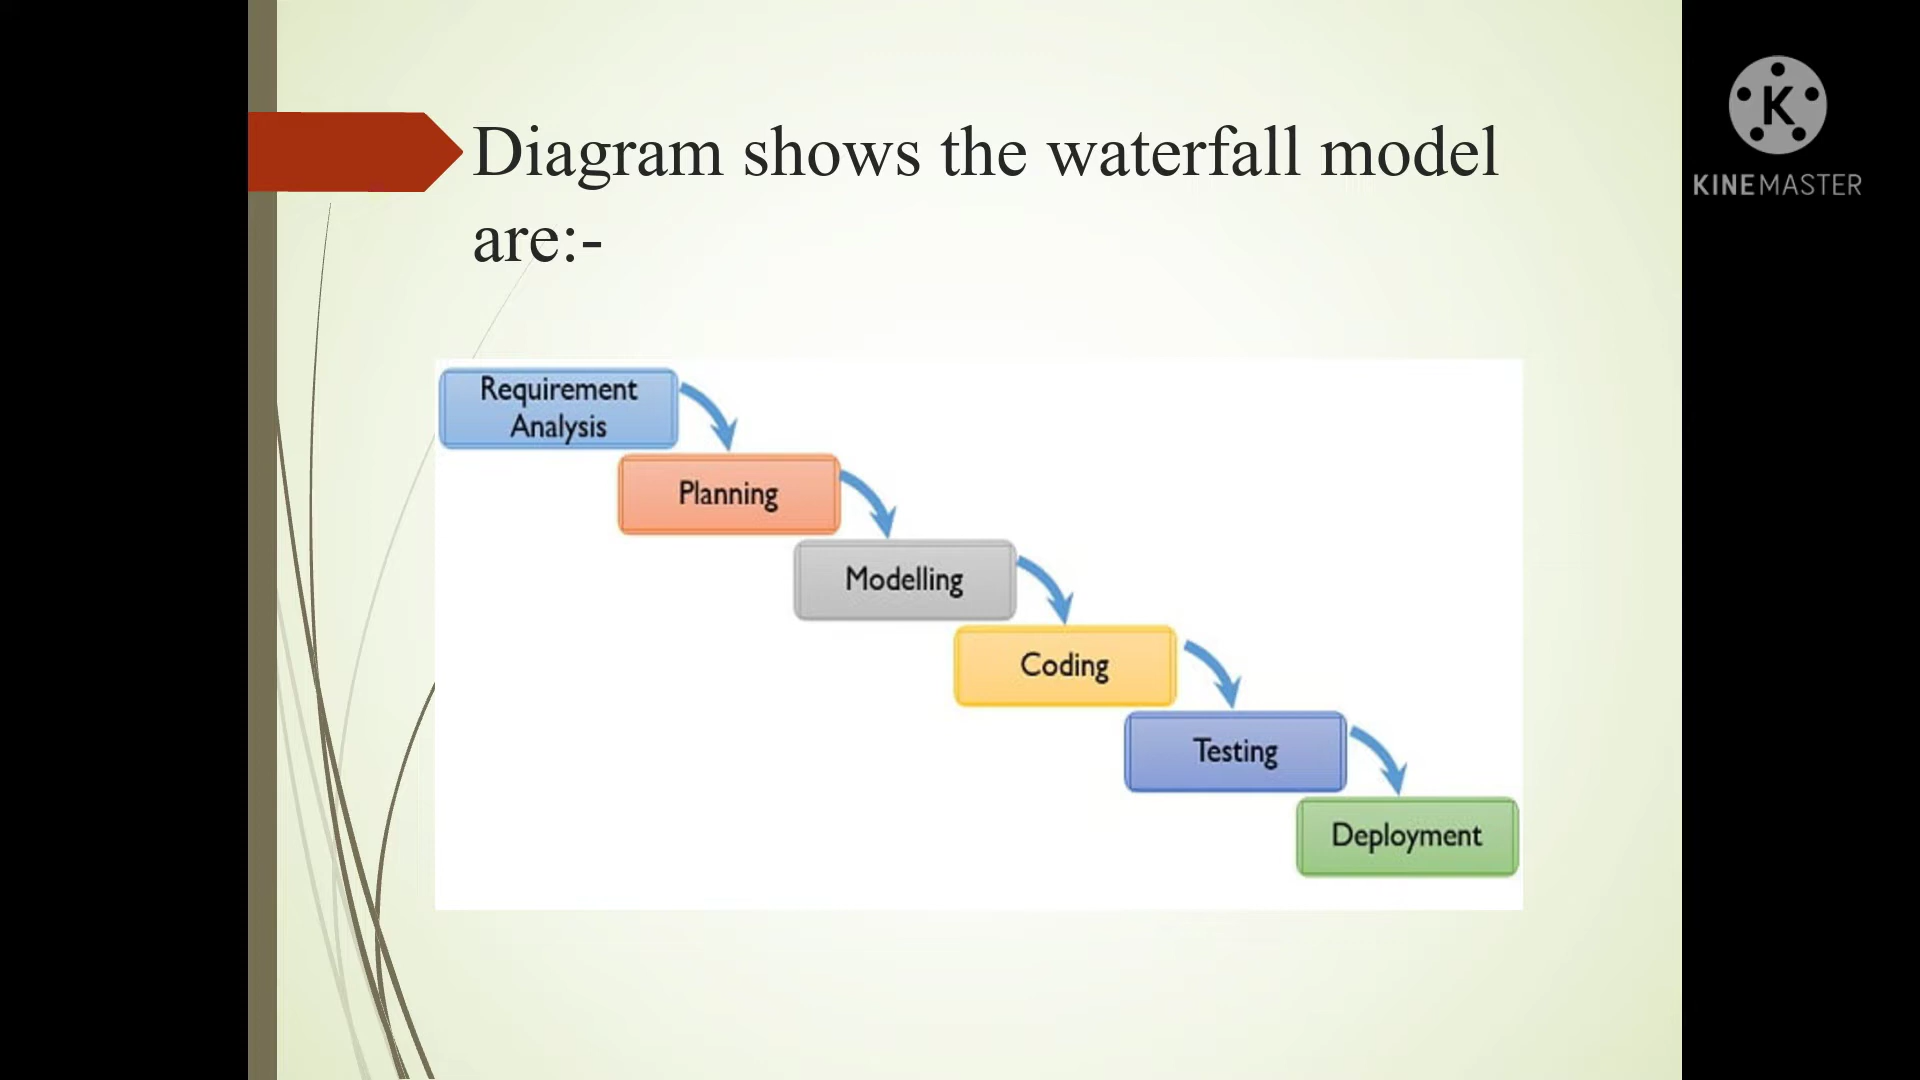 Diagram shows the waterfall model
are:-
K
KINEMASTER
Requirement
Analysis
Planning
Modelling
Coding
Testing
Deployment